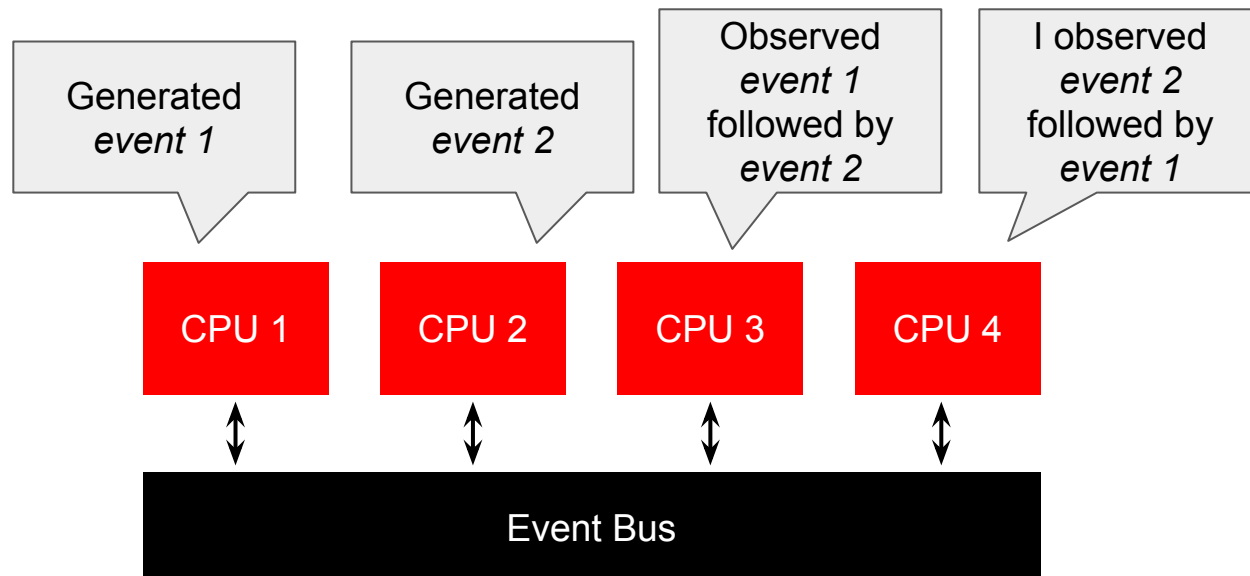 Generated
event 1
Generated
event 2
Observed
event 1
followed by
event 2
I observed
event 2
followed by
event 1
CPU 1
CPU 2
CPU 3
CPU 4
Event Bus